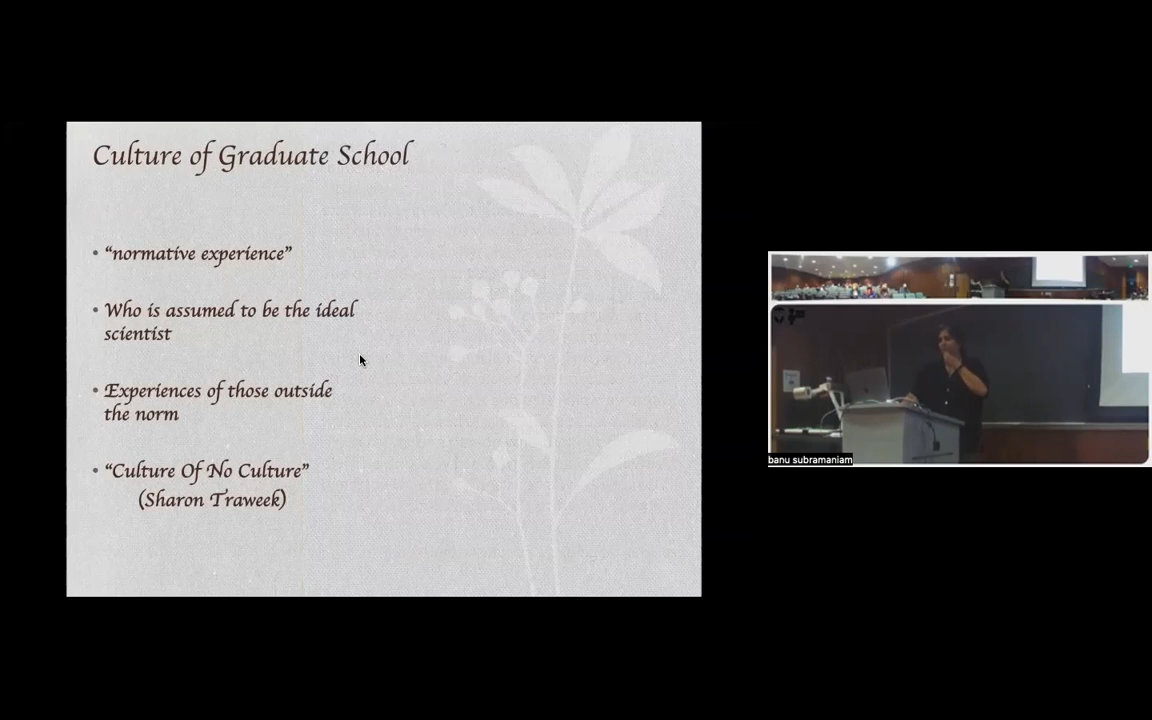 Culture of Graduate School
• “normative experience”
• Who is assumed to be the ideal
scientist
• Experiences of those outside
the norm
• “Culture Of No Culture”
(Sharon Traweek)
banu subramaniam